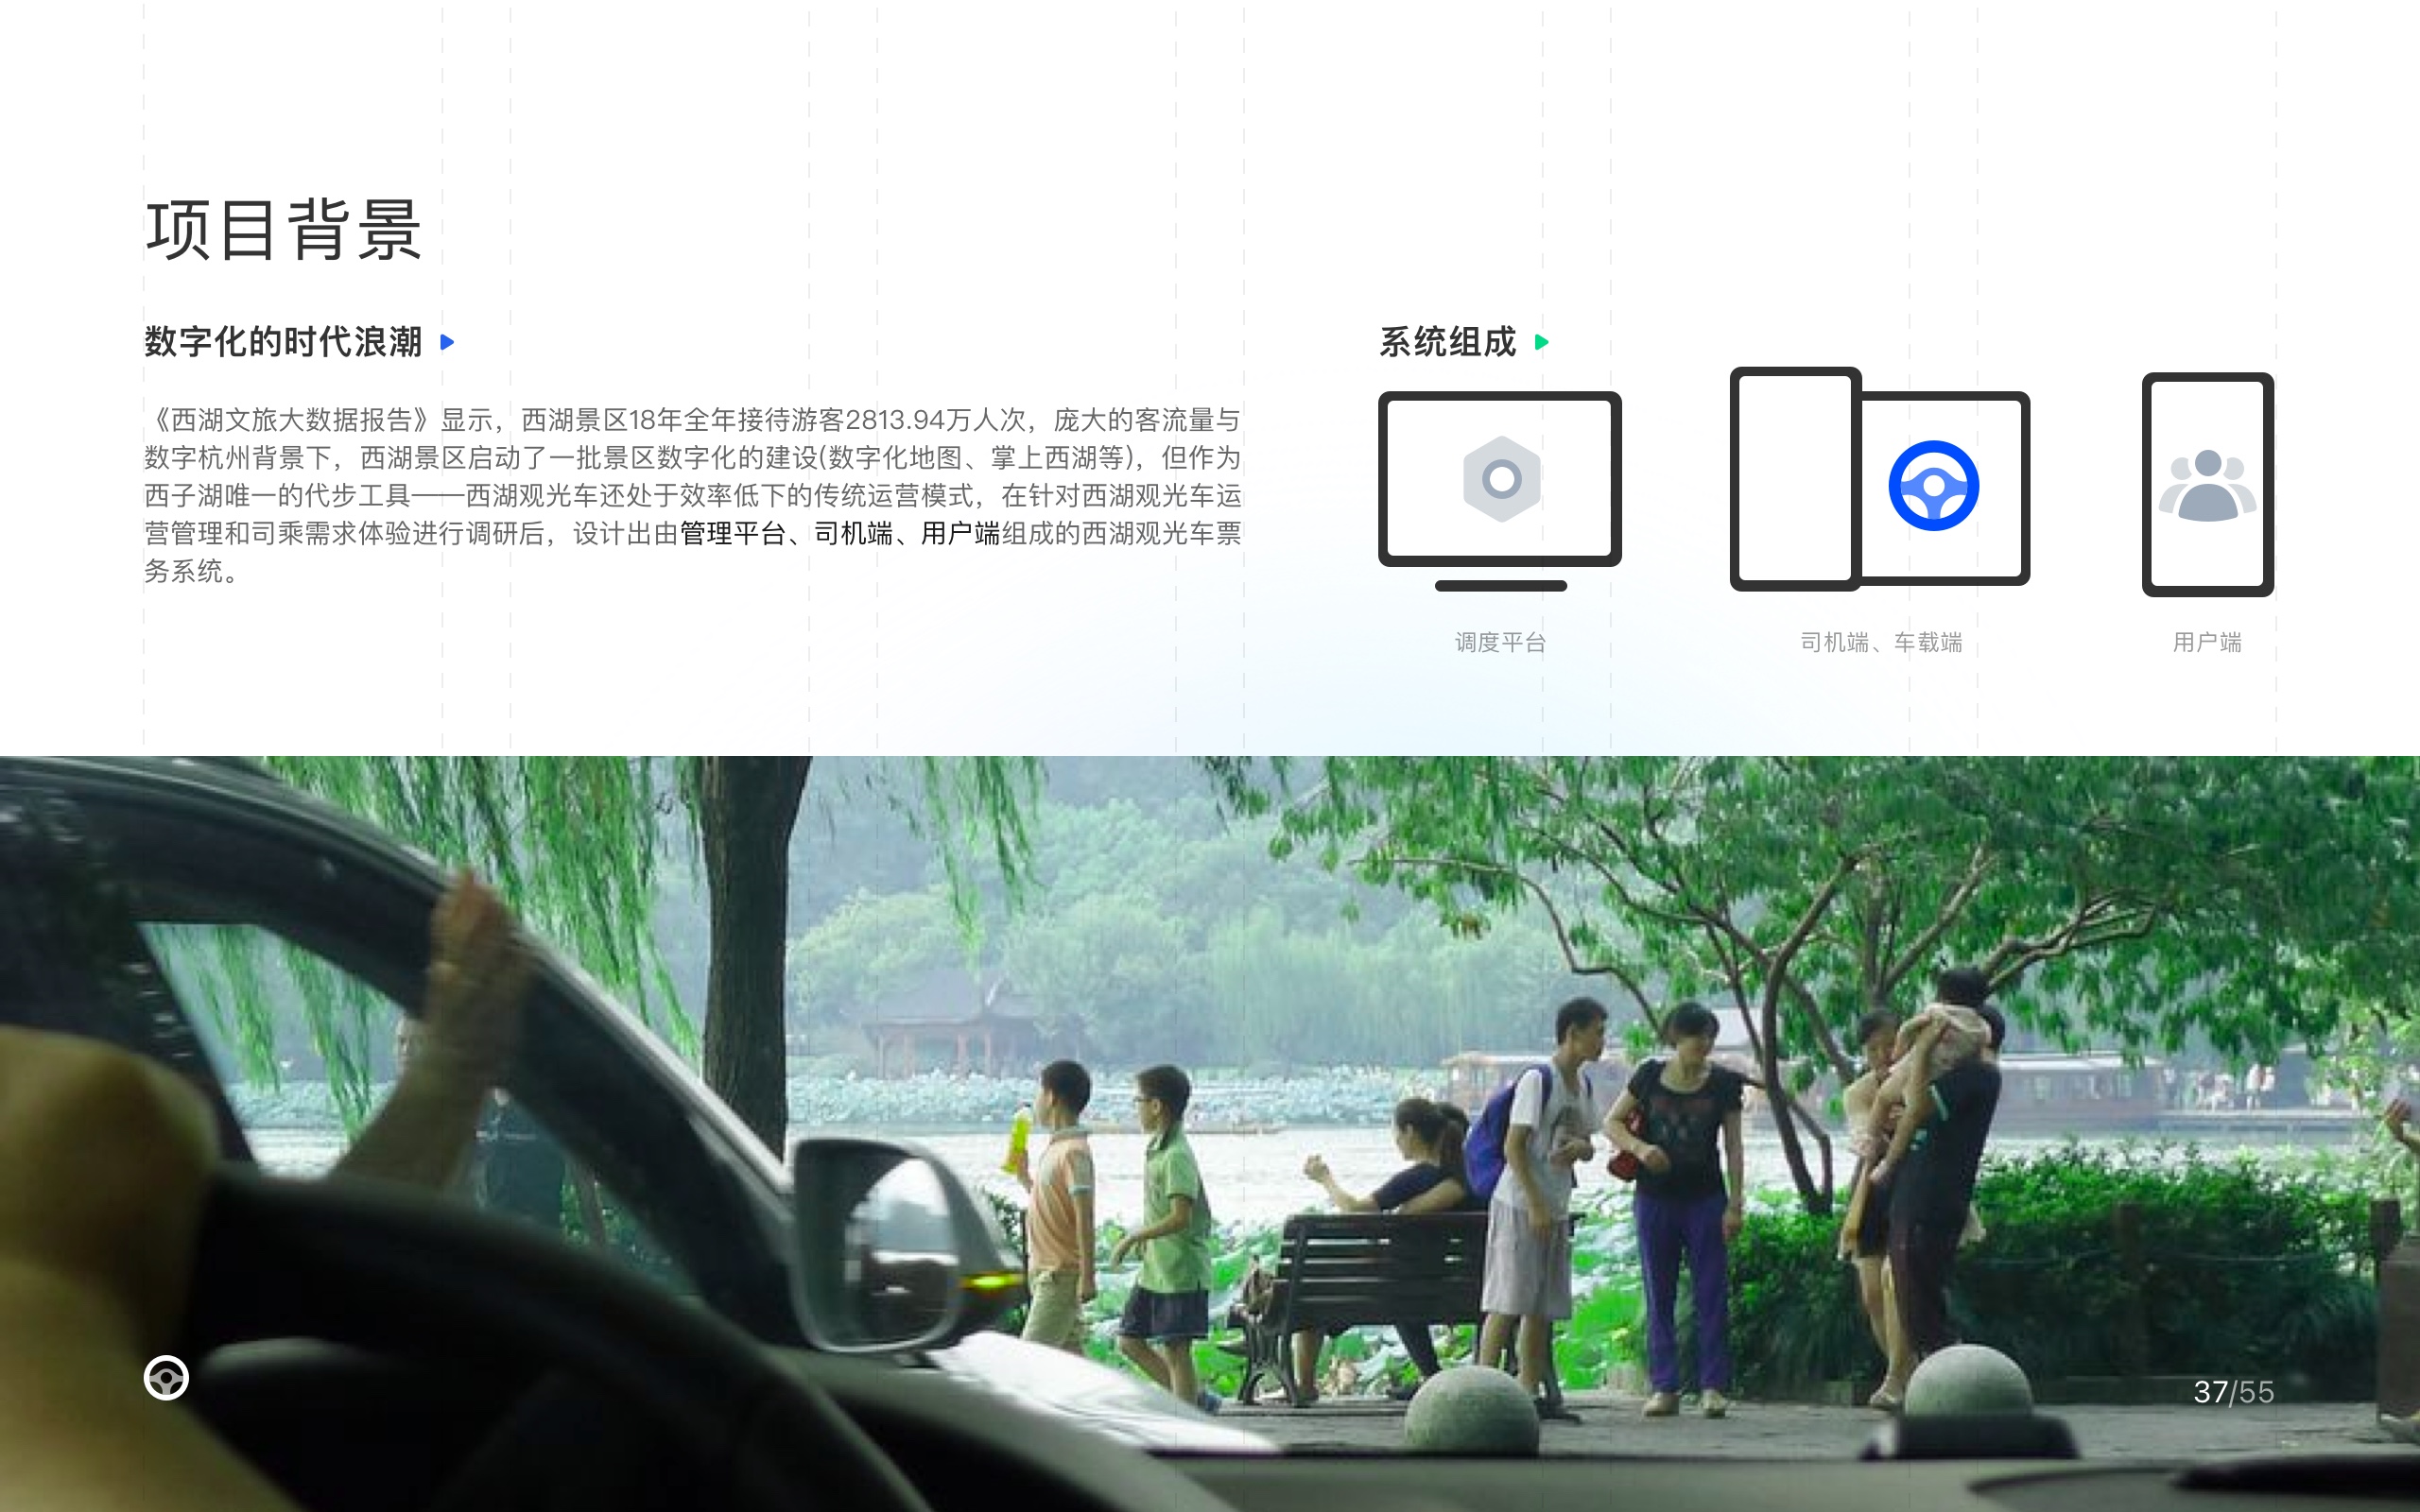 项目背景
数字化的时代浪潮
《西湖文旅大数据报告》显示，西湖景区18年全年接待游客2813.94万人次，庞大的客流量与
数字杭州背景下，西湖景区启动了一批景区数字化的建设(数字化地图、掌上西湖等)，但作为
西子湖唯一的代步工具——西湖观光车还处于效率低下的传统运营模式，在针对西湖观光车运
营管理和司乘需求体验进行调研后，设计出由管理平台、司机端、用户端组成的西湖观光车票
务系统。
系统组成
调度平台
司机端、车载端
用户端
37/55